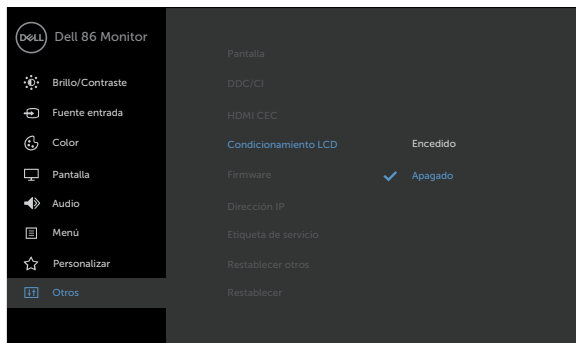 DELL Dell 86 Monitor
Brillo/Contraste
Fuente entrada
Color
Pantalla
Audio
Menú
Personalizar
Otros
Pantalla
DDC/CI
HDMI CEC
Condicionamiento LCD
Firmware
Dirección IP
Etiqueta de servicio
Restablecer otros
Restablecer
Encedido
Apagado